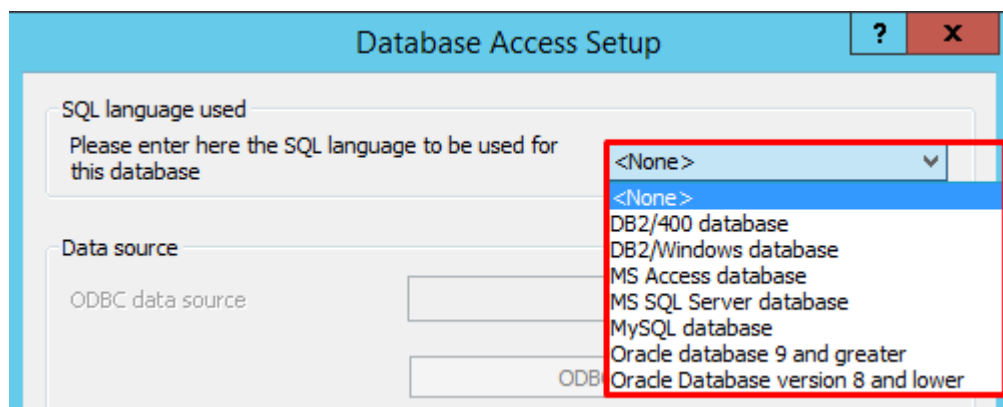 Database Access Setup
?
x
SQL language used
Please enter here the SQL language to be used for
this database
<None>
<None>
DB2/400 database
DB2/Windows database
MS Access database
MS SQL Server database
MySQL database
Oracle database 9 and greater
Oracle Database version 8 and lower
Data source
ODBC data source